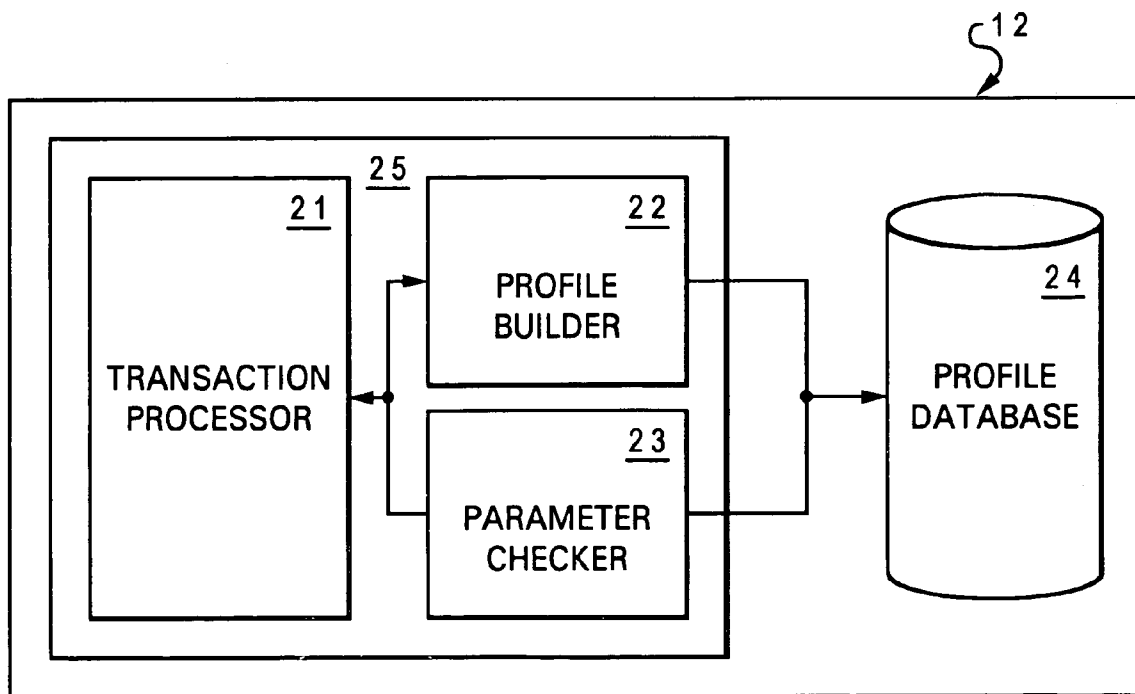 12
25
21
TRANSACTION
PROCESSOR
22
PROFILE
BUILDER
23
PARAMETER
CHECKER
24
PROFILE
DATABASE